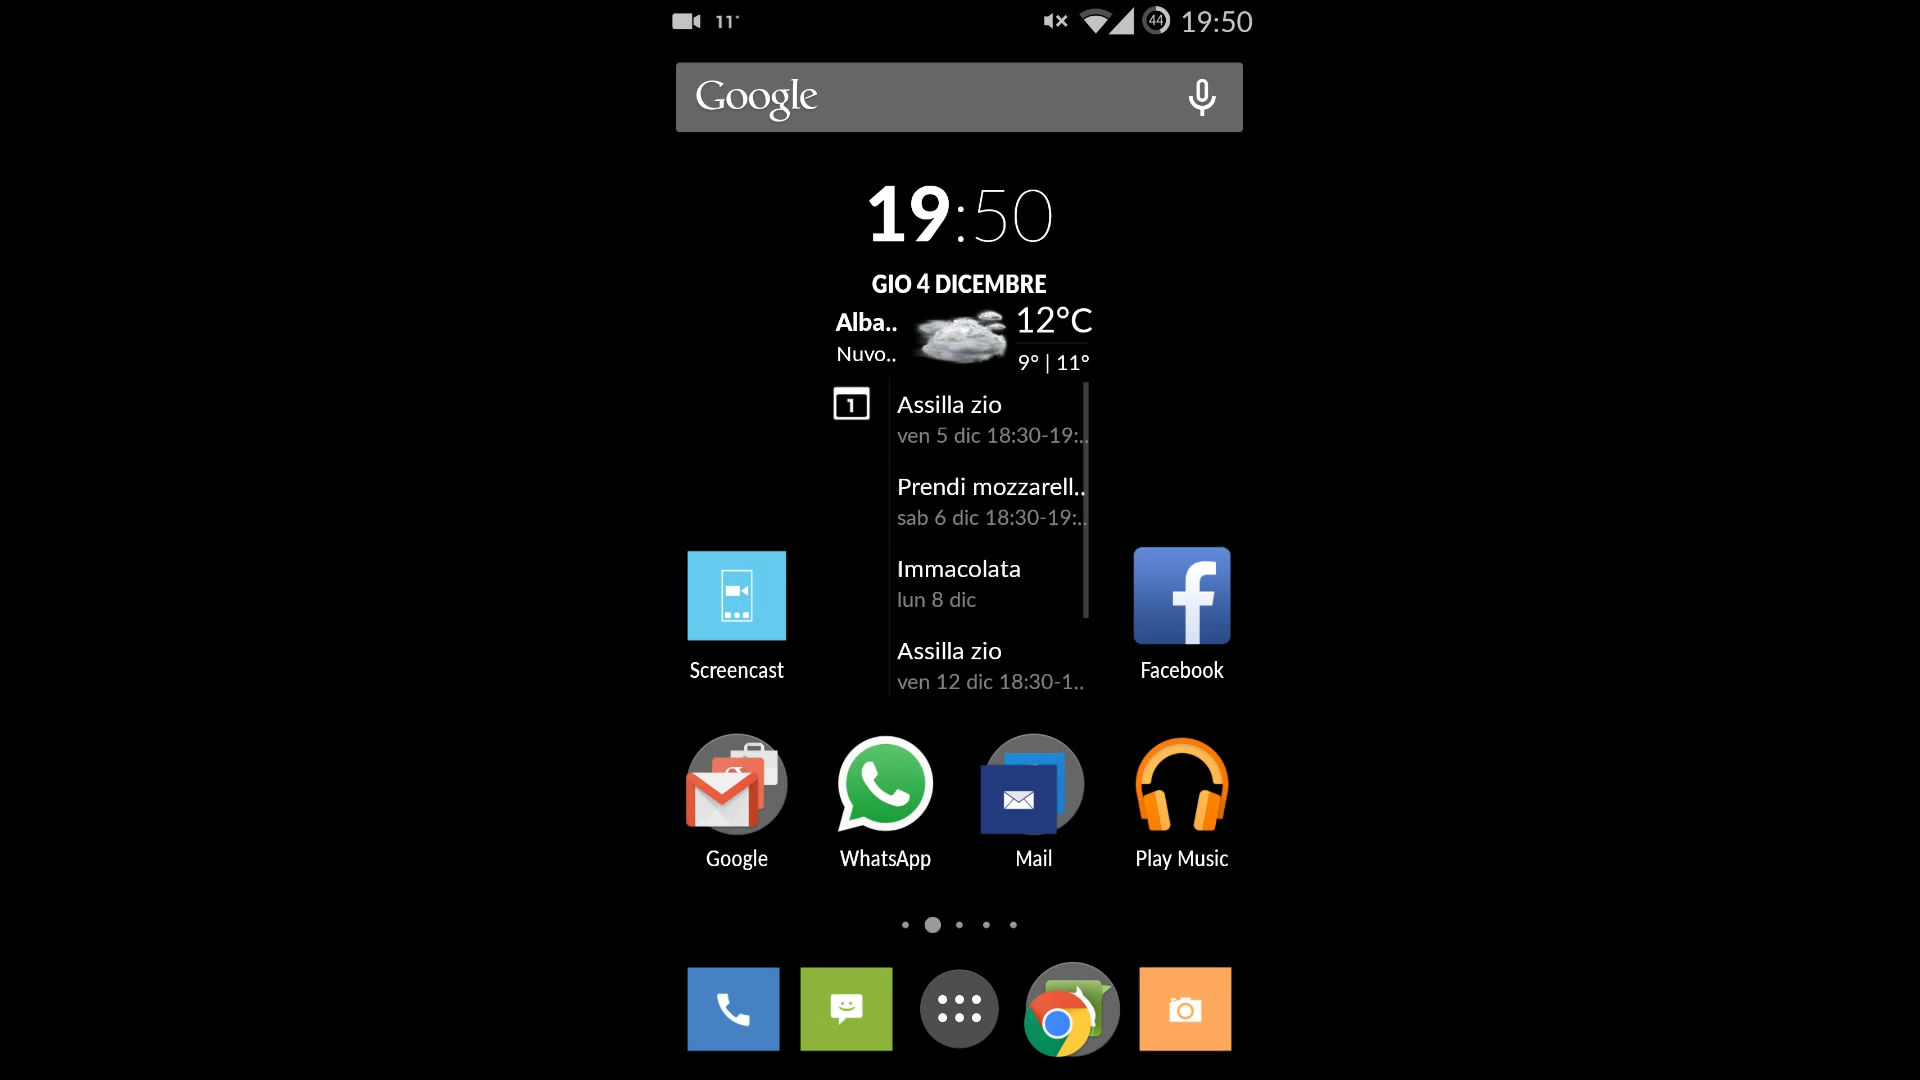 11°
44
19:50
Google
19:50
GIO 4 DICEMBRE
Alba..
12°C
Nuvo..
9° | 11°
1
Assilla zio
ven 5 dic 18:30-19:..
Prendi mozzarell..
sab 6 dic 18:30-19:..
Immacolata
lun 8 dic
Assilla zio
ven 12 dic 18:30-1..
Screencast
Facebook
Google
WhatsApp
Mail
Play Music